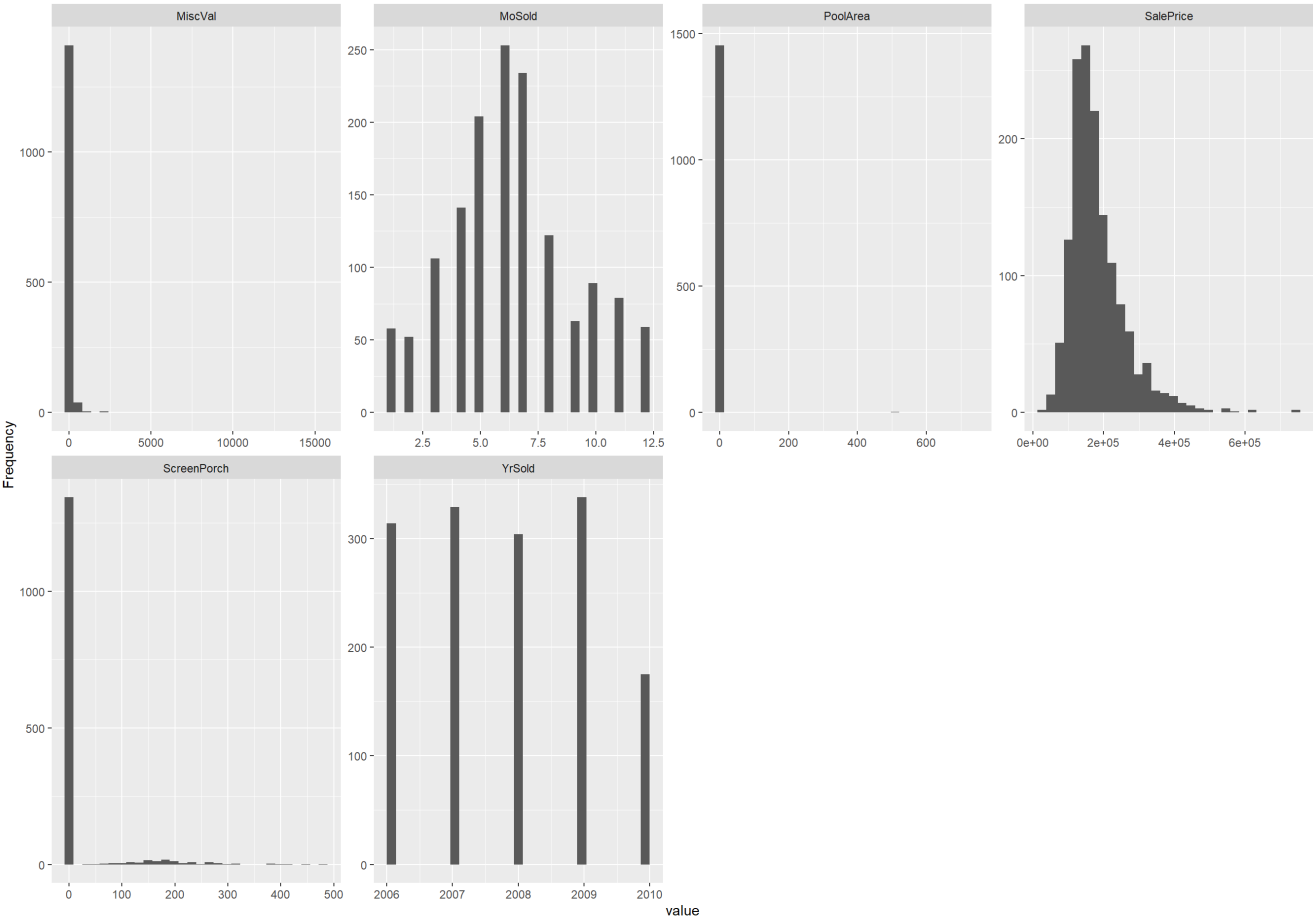 MiscVal
MoSold
PoolArea
SalePrice
1000
500
0
0 5000 10000 15000
250
200
150
100
50
0
2.5 5.0 7.5 10.0 12.5
1500
1000
500
0
0 200 400 600
200
100
0
0e+00 2e+05 4e+05 6e+05
Frequency
ScreenPorch
YrSold
1000
500
0
0 100 200 300 400 500
300
200
100
0
2006 2007 2008 2009 2010
value